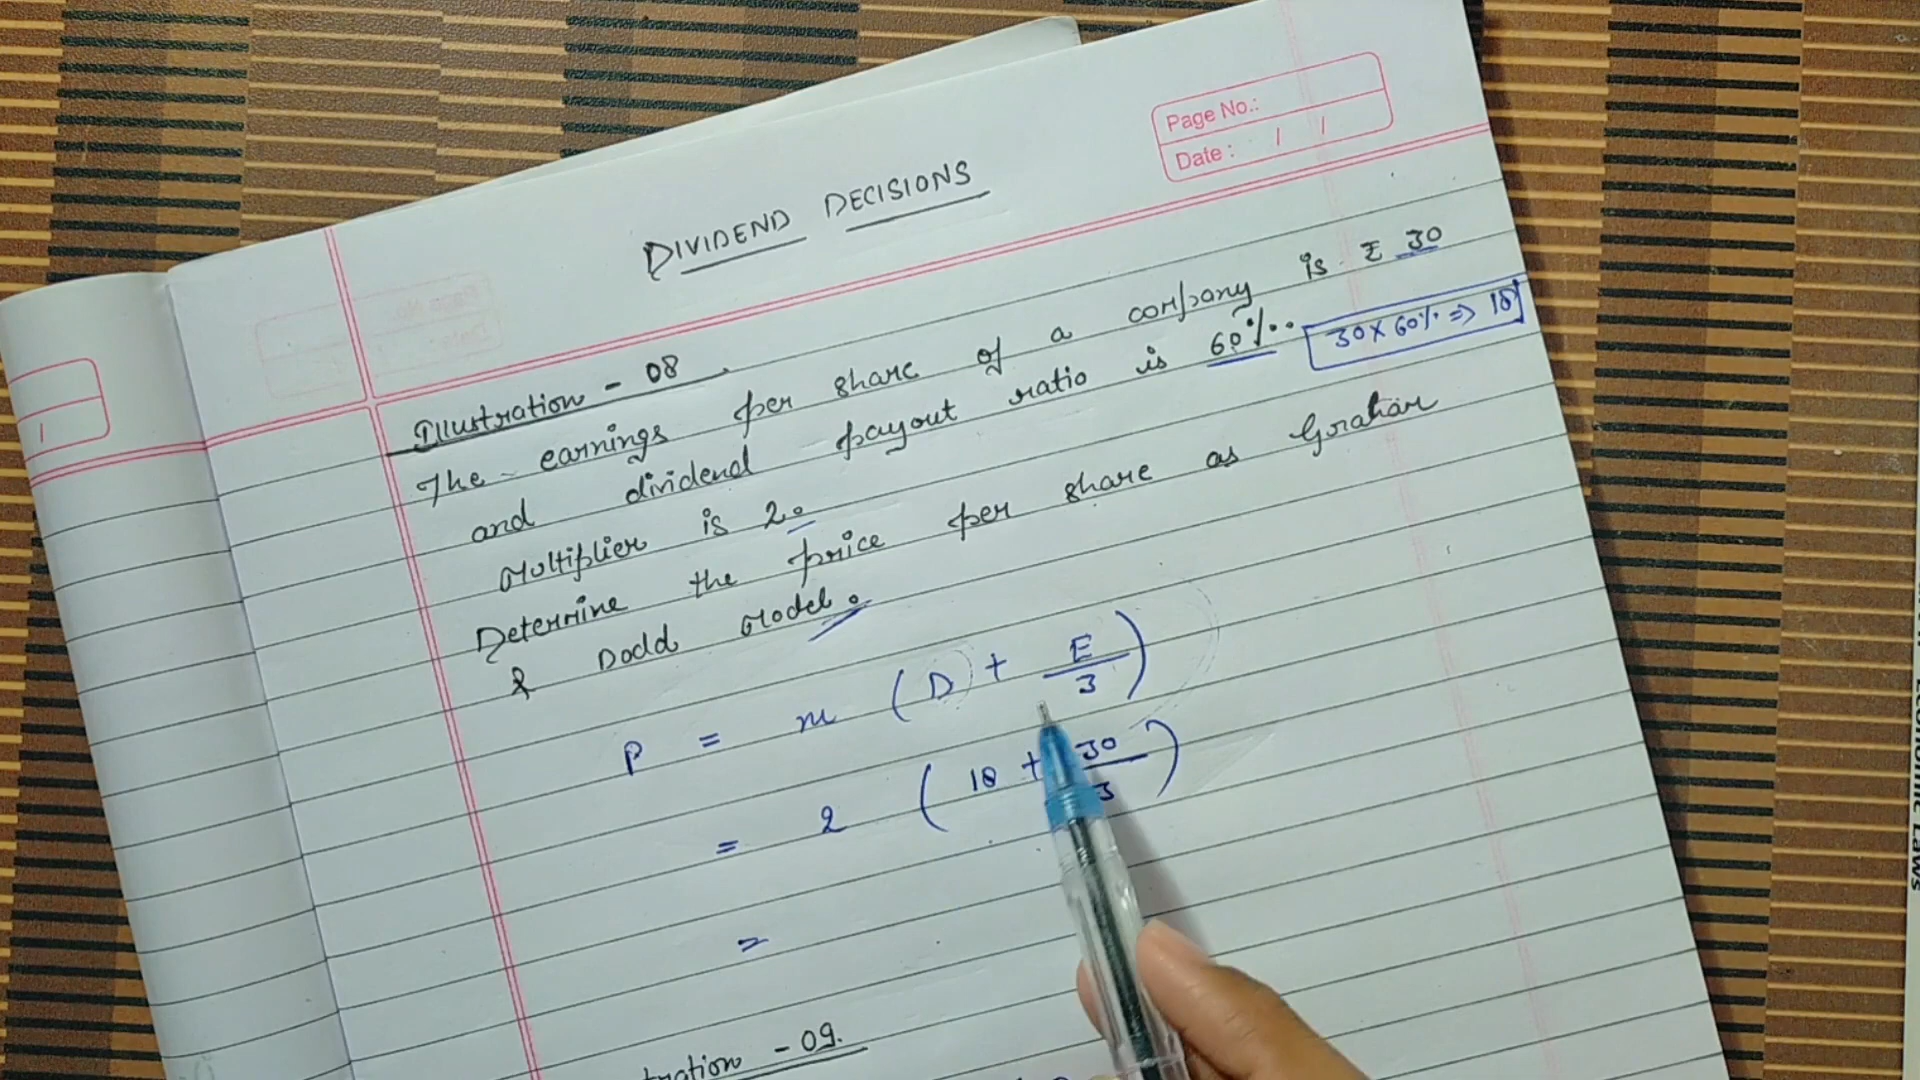 Page No.:
Date : / /
DIVIDEND DECISIONS
Illustration - 08
The earnings per share of a company is ₹ 30
and dividend payout ratio is 60%.. 30 x 60% => 18
Multiplier is 2.
Determine the price per share as Graham
& Dodd Model.
P = m ( D + E/3 )
= 2 ( 18 + 30/3 )
=
tration - 09.